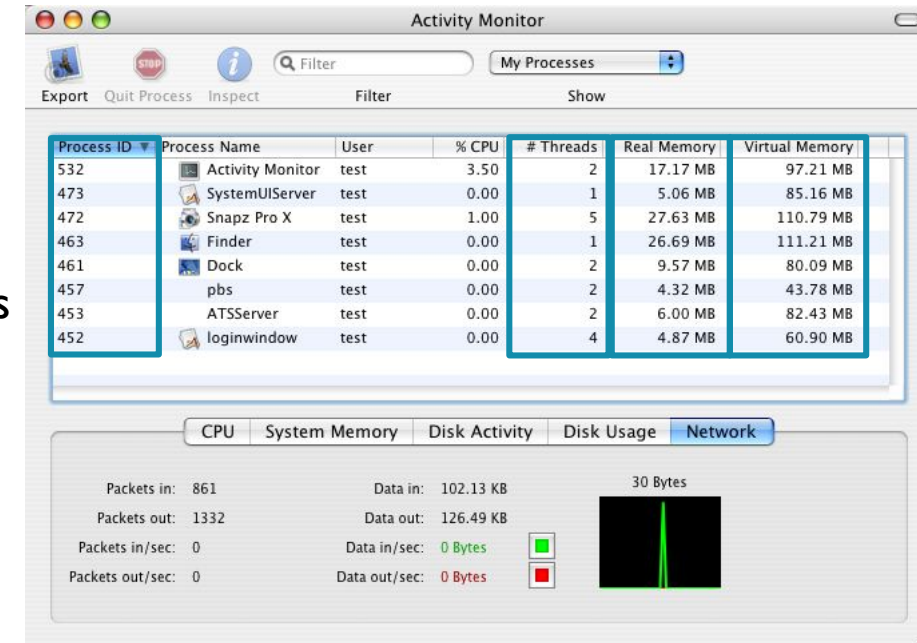 Activity Monitor
Export Quit Process Inspect Filter Show
STOP
Filter
My Processes
Process ID Process Name User % CPU # Threads Real Memory Virtual Memory
532 Activity Monitor test 3.50 2 17.17 MB 97.21 MB
473 SystemUIServer test 0.00 1 5.06 MB 85.16 MB
472 Snapz Pro X test 1.00 5 27.63 MB 110.79 MB
463 Finder test 0.00 1 26.69 MB 111.21 MB
461 Dock test 0.00 2 9.57 MB 80.09 MB
457 pbs test 0.00 2 4.32 MB 43.78 MB
s
453 ATSServer test 0.00 2 6.00 MB 82.43 MB
452 loginwindow test 0.00 4 4.87 MB 60.90 MB
CPU System Memory Disk Activity Disk Usage Network
Packets in: 861 Data in: 102.13 KB 30 Bytes
Packets out: 1332 Data out: 126.49 KB
Packets in/sec: 0 Data in/sec: 0 Bytes
Packets out/sec: 0 Data out/sec: 0 Bytes